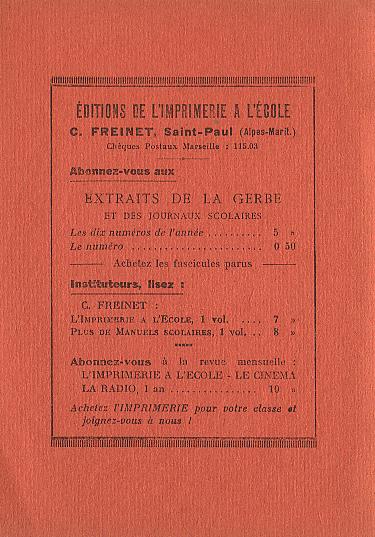 ÉDITIONS DE L'IMPRIMERIE A L'ÉCOLE
C. FREINET, Saint-Paul (Alpes-Marit.)
Chèques Postaux Marseille : 115.03
Abonnez-vous aux
EXTRAITS DE LA GERBE
ET DES JOURNAUX SCOLAIRES
Les dix numéros de l'année .......... 5 »
Le numéro ........................ 0 50
Achetez les fascicules parus
Instituteurs, lisez :
C. FREINET :
L'IMPRIMERIE A L'ÉCOLE, 1 vol. .... 7 »
PLUS DE MANUELS SCOLAIRES, 1 vol. .. 8 »
*****
Abonnez-vous à la revue mensuelle :
L'IMPRIMERIE A L'ECOLE - LE CINEMA
LA RADIO, 1 an ................ 10 »
Achetez l'IMPRIMERIE pour votre classe et
joignez-vous à nous !